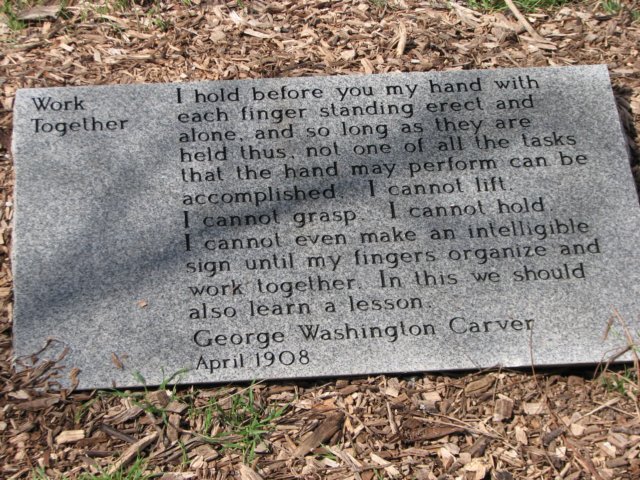 Work
Together
I hold before you my hand with
each finger standing erect and
alone, and so long as they are
held thus, not one of all the tasks
that the hand may perform can be
accomplished. I cannot lift.
I cannot grasp. I cannot hold.
I cannot even make an intelligible
sign until my fingers organize and
work together. In this we should
also learn a lesson.
George Washington Carver
April 1908